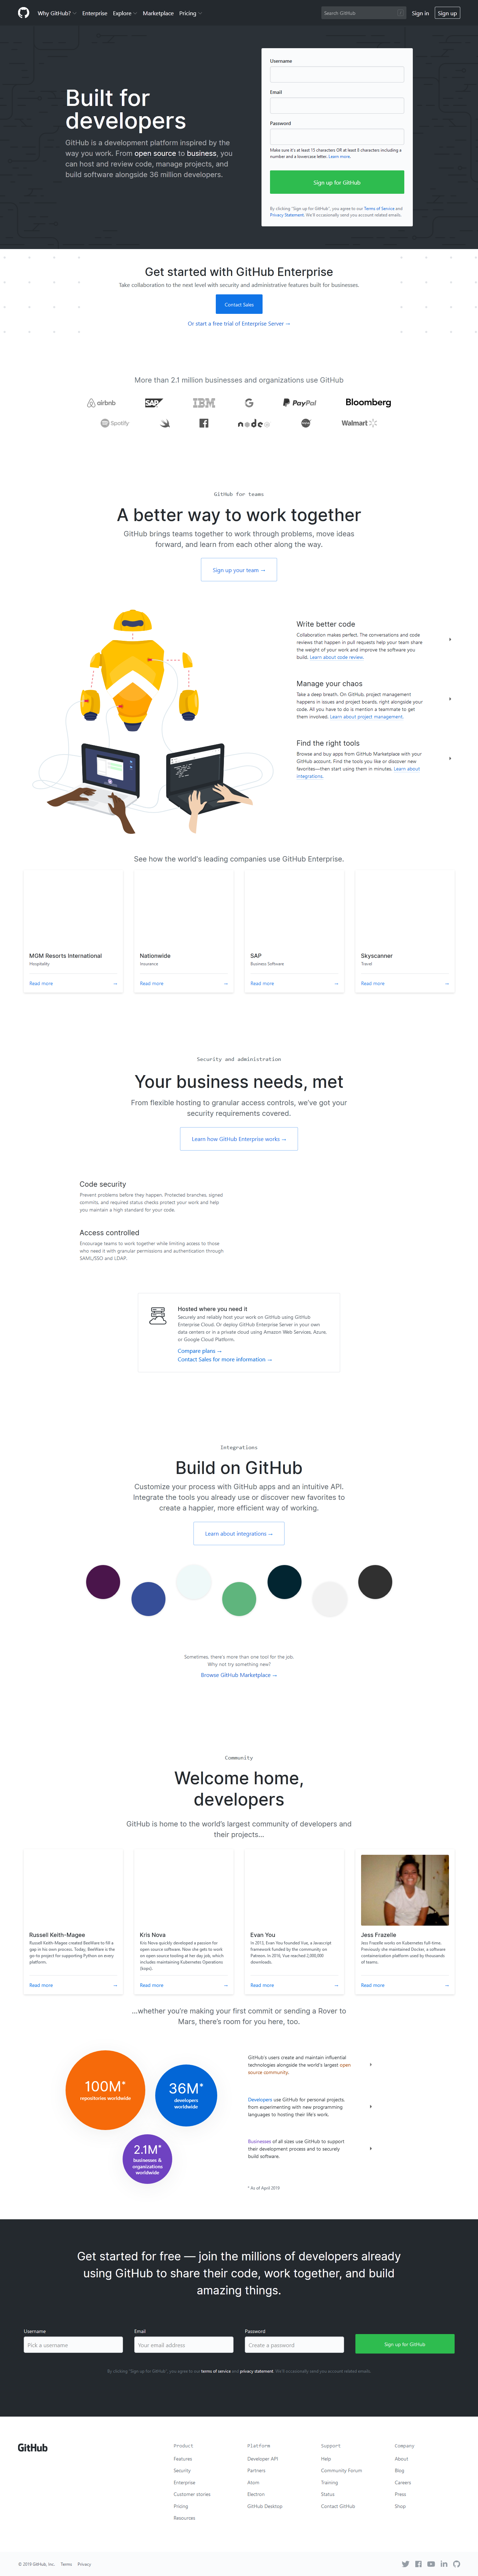 Why GitHub?
Enterprise
Explore
Marketplace
Pricing
Search GitHub
Sign in
Sign up
Built for
developers
GitHub is a development platform inspired by the
way you work. From open source to business, you
can host and review code, manage projects, and
build software alongside 36 million developers.
Username
Email
Password
Make sure it's at least 15 characters OR at least 8 characters including a
number and a lowercase letter. Learn more.
Sign up for GitHub
By clicking "Sign up for GitHub", you agree to our Terms of Service and
Privacy Statement. We'll occasionally send you account related emails.
Get started with GitHub Enterprise
Take collaboration to the next level with security and administrative features built for businesses.
Contact Sales
Or start a free trial of Enterprise Server →
More than 2.1 million businesses and organizations use GitHub
airbnb
SAP
IBM
G
PayPal
Bloomberg
Spotify
node
NASA
Walmart
GitHub for teams
A better way to work together
GitHub brings teams together to work through problems, move ideas
forward, and learn from each other along the way.
Sign up your team →
Write better code
Collaboration makes perfect. The conversations and code
reviews that happen in pull requests help your team share
the weight of your work and improve the software you
build. Learn about code review.
Manage your chaos
Take a deep breath. On GitHub, project management
happens in issues and project boards, right alongside your
code. All you have to do is mention a teammate to get
them involved. Learn about project management.
Find the right tools
Browse and buy apps from GitHub Marketplace with your
GitHub account. Find the tools you like or discover new
favorites—then start using them in minutes. Learn about
integrations.
See how the world's leading companies use GitHub Enterprise.
MGM Resorts International
Hospitality
Read more →
Nationwide
Insurance
Read more →
SAP
Business Software
Read more →
Skyscanner
Travel
Read more →
Security and administration
Your business needs, met
From flexible hosting to granular access controls, we've got your
security requirements covered.
Learn how GitHub Enterprise works →
Code security
Prevent problems before they happen. Protected branches, signed
commits, and required status checks protect your work and help
you maintain a high standard for your code.
Access controlled
Encourage teams to work together while limiting access to those
who need it with granular permissions and authentication through
SAML/SSO and LDAP.
Hosted where you need it
Securely and reliably host your work on GitHub using GitHub
Enterprise Cloud. Or deploy GitHub Enterprise Server in your own
data centers or in a private cloud using Amazon Web Services, Azure,
or Google Cloud Platform.
Compare plans →
Contact Sales for more information →
Integrations
Build on GitHub
Customize your process with GitHub apps and an intuitive API.
Integrate the tools you already use or discover new favorites to
create a happier, more efficient way of working.
Learn about integrations →
Sometimes, there's more than one tool for the job.
Why not try something new?
Browse GitHub Marketplace →
Community
Welcome home,
developers
GitHub is home to the world's largest community of developers and
their projects...
Russell Keith-Magee
Russell Keith-Magee created BeeWare to fill a
gap in his own process. Today, BeeWare is the
go-to project for supporting Python on every
platform.
Read more →
Kris Nova
Kris Nova quickly developed a passion for
open source software. Now she gets to work
on open source tooling at her day job, which
includes maintaining Kubernetes Operations
(kops).
Read more →
Evan You
In 2013, Evan You founded Vue, a Javascript
framework funded by the community on
Patreon. In 2016, Vue reached 2,000,000
downloads.
Read more →
Jess Frazelle
Jess Frazelle works on Kubernetes full-time.
Previously she maintained Docker, a software
containerization platform used by thousands
of teams.
Read more →
...whether you're making your first commit or sending a Rover to
Mars, there's room for you here, too.
100M*
repositories worldwide
36M*
developers
worldwide
2.1M*
businesses &
organizations
worldwide
GitHub's users create and maintain influential
technologies alongside the world's largest open
source community.
Developers use GitHub for personal projects,
from experimenting with new programming
languages to hosting their life's work.
Businesses of all sizes use GitHub to support
their development process and to securely
build software.
* As of April 2019
Get started for free — join the millions of developers already
using GitHub to share their code, work together, and build
amazing things.
Username
Pick a username
Email
Your email address
Password
Create a password
Sign up for GitHub
By clicking "Sign up for GitHub", you agree to our terms of service and privacy statement. We'll occasionally send you account related emails.
GitHub
Product
Features
Security
Enterprise
Customer stories
Pricing
Resources
Platform
Developer API
Partners
Atom
Electron
GitHub Desktop
Support
Help
Community Forum
Training
Status
Contact GitHub
Company
About
Blog
Careers
Press
Shop
© 2019 GitHub, Inc.
Terms
Privacy